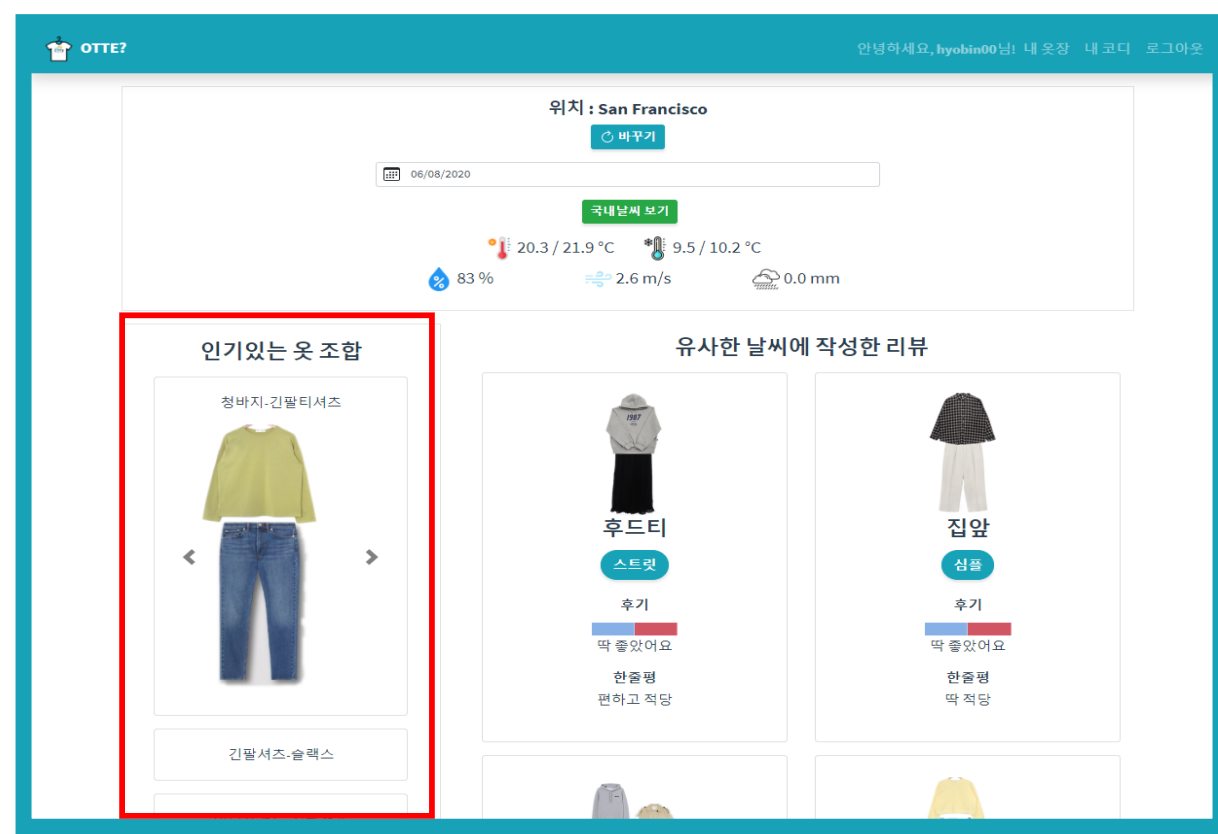 OTTE?
안녕하세요, hyobin00님! 내 옷장 내 코디 로그아웃
위치 : San Francisco
바꾸기
06/08/2020
국내날씨 보기
20.3 / 21.9 °C 9.5 / 10.2 °C
83 % 2.6 m/s 0.0 mm
인기있는 옷 조합
청바지-긴팔티셔츠
긴팔셔츠-슬랙스
유사한 날씨에 작성한 리뷰
1987
후드티
스트릿
후기
딱 좋았어요
한줄평
편하고 적당
집앞
심플
후기
딱 좋았어요
한줄평
딱 적당